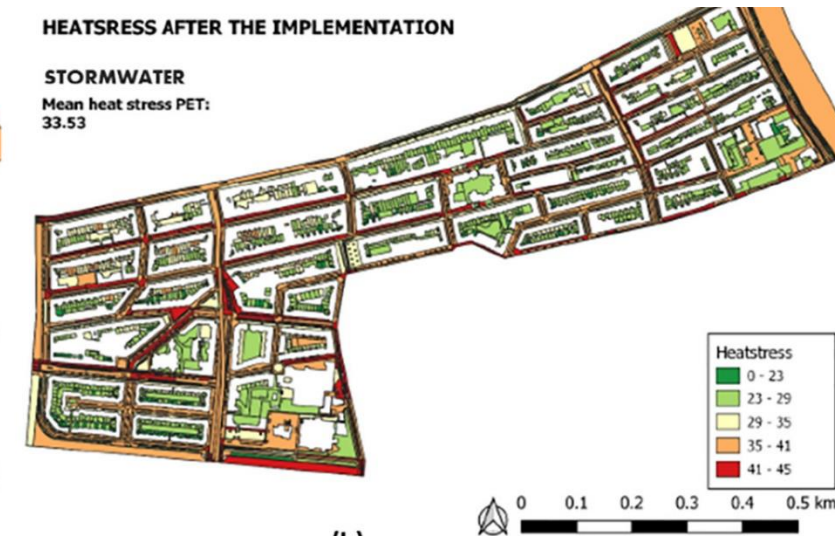 HEATSRESS AFTER THE IMPLEMENTATION
STORMWATER
Mean heat stress PET:
33.53
Heatstress
0 - 23
23 - 29
29 - 35
35 - 41
41 - 45
0 0.1 0.2 0.3 0.4 0.5 km